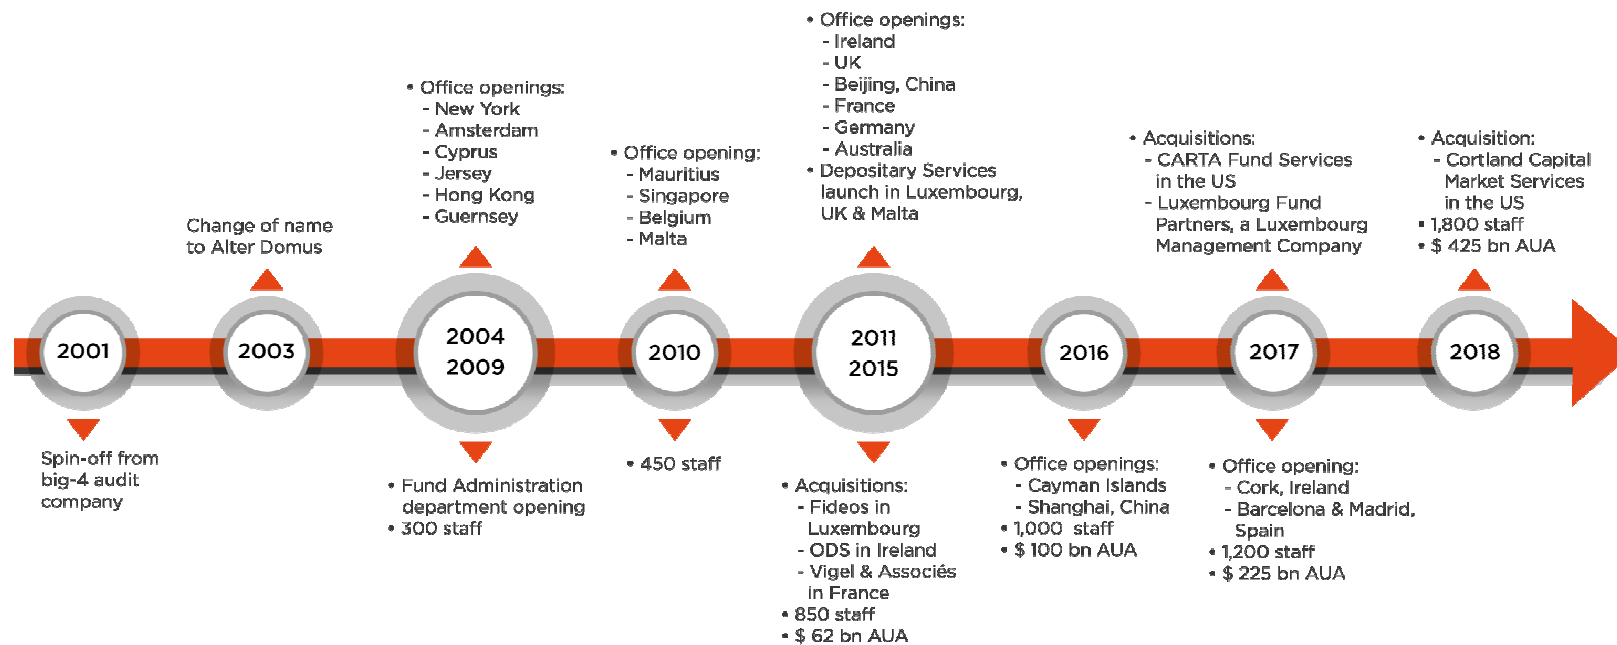 2001
Spin-off from
big-4 audit
company
Change of name
to Alter Domus
2003
• Office openings:
- New York
- Amsterdam
- Cyprus
- Jersey
- Hong Kong
- Guernsey
2004
2009
• Fund Administration
department opening
• 300 staff
• Office opening:
- Mauritius
- Singapore
- Belgium
- Malta
2010
• 450 staff
• Office openings:
- Ireland
- UK
- Beijing, China
- France
- Germany
- Australia
• Depositary Services
launch in Luxembourg,
UK & Malta
2011
2015
• Acquisitions:
- Fideos in
Luxembourg
- ODS in Ireland
- Vigel & Associés
in France
• 850 staff
• $ 62 bn AUA
2016
• Office openings:
- Cayman Islands
- Shanghai, China
• 1,000 staff
• $ 100 bn AUA
• Acquisitions:
- CARTA Fund Services
in the US
- Luxembourg Fund
Partners, a Luxembourg
Management Company
2017
• Office opening:
- Cork, Ireland
- Barcelona & Madrid,
Spain
• 1,200 staff
• $ 225 bn AUA
• Acquisition:
- Cortland Capital
Market Services
in the US
• 1,800 staff
• $ 425 bn AUA
2018